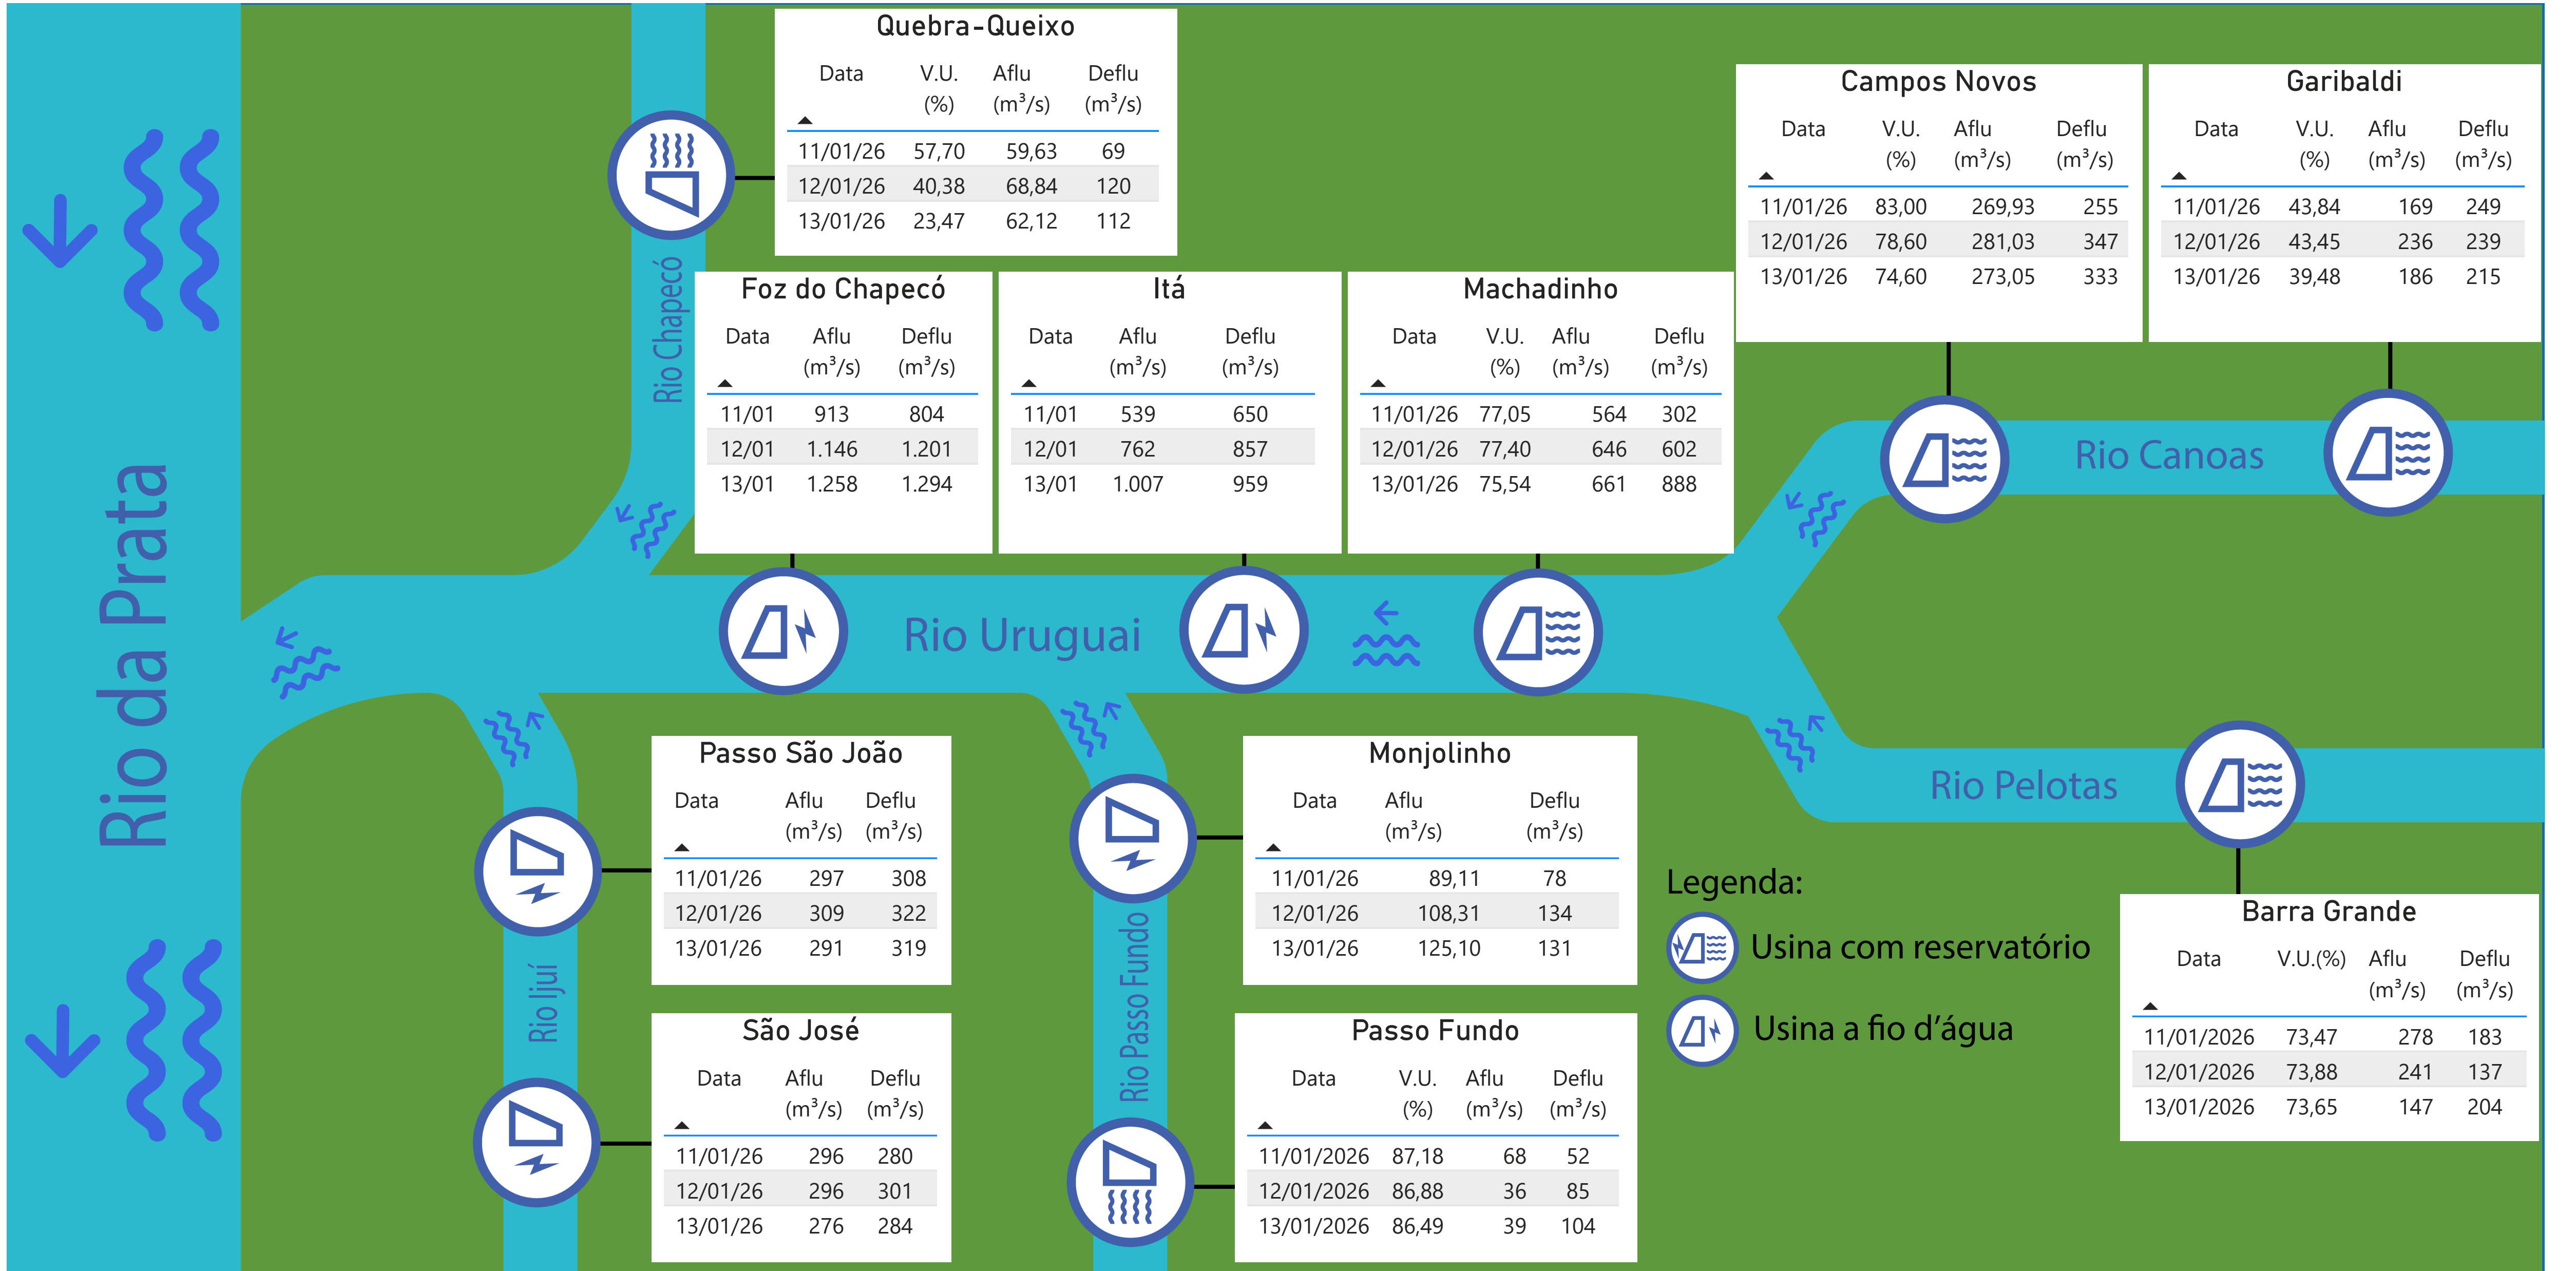 Quebra-Queixo
Data V.U. (%) Aflu (m³/s) Deflu (m³/s)
11/01/26 57,70 59,63 69
12/01/26 40,38 68,84 120
13/01/26 23,47 62,12 112
Campos Novos
Data V.U. (%) Aflu (m³/s) Deflu (m³/s)
11/01/26 83,00 269,93 255
12/01/26 78,60 281,03 347
13/01/26 74,60 273,05 333
Garibaldi
Data V.U. (%) Aflu (m³/s) Deflu (m³/s)
11/01/26 43,84 169 249
12/01/26 43,45 236 239
13/01/26 39,48 186 215
Rio Chapecó
Foz do Chapecó
Data Aflu (m³/s) Deflu (m³/s)
11/01 913 804
12/01 1.146 1.201
13/01 1.258 1.294
Itá
Data Aflu (m³/s) Deflu (m³/s)
11/01 539 650
12/01 762 857
13/01 1.007 959
Machadinho
Data V.U. (%) Aflu (m³/s) Deflu (m³/s)
11/01/26 77,05 564 302
12/01/26 77,40 646 602
13/01/26 75,54 661 888
Rio Canoas
Rio da Prata
Rio Uruguai
Rio Pelotas
Passo São João
Data Aflu (m³/s) Deflu (m³/s)
11/01/26 297 308
12/01/26 309 322
13/01/26 291 319
Monjolinho
Data Aflu (m³/s) Deflu (m³/s)
11/01/26 89,11 78
12/01/26 108,31 134
13/01/26 125,10 131
Legenda:
Usina com reservatório
Usina a fio d’água
Barra Grande
Data V.U.(%) Aflu (m³/s) Deflu (m³/s)
11/01/2026 73,47 278 183
12/01/2026 73,88 241 137
13/01/2026 73,65 147 204
Rio Ijuí
Rio Passo Fundo
São José
Data Aflu (m³/s) Deflu (m³/s)
11/01/26 296 280
12/01/26 296 301
13/01/26 276 284
Passo Fundo
Data V.U. (%) Aflu (m³/s) Deflu (m³/s)
11/01/2026 87,18 68 52
12/01/2026 86,88 36 85
13/01/2026 86,49 39 104